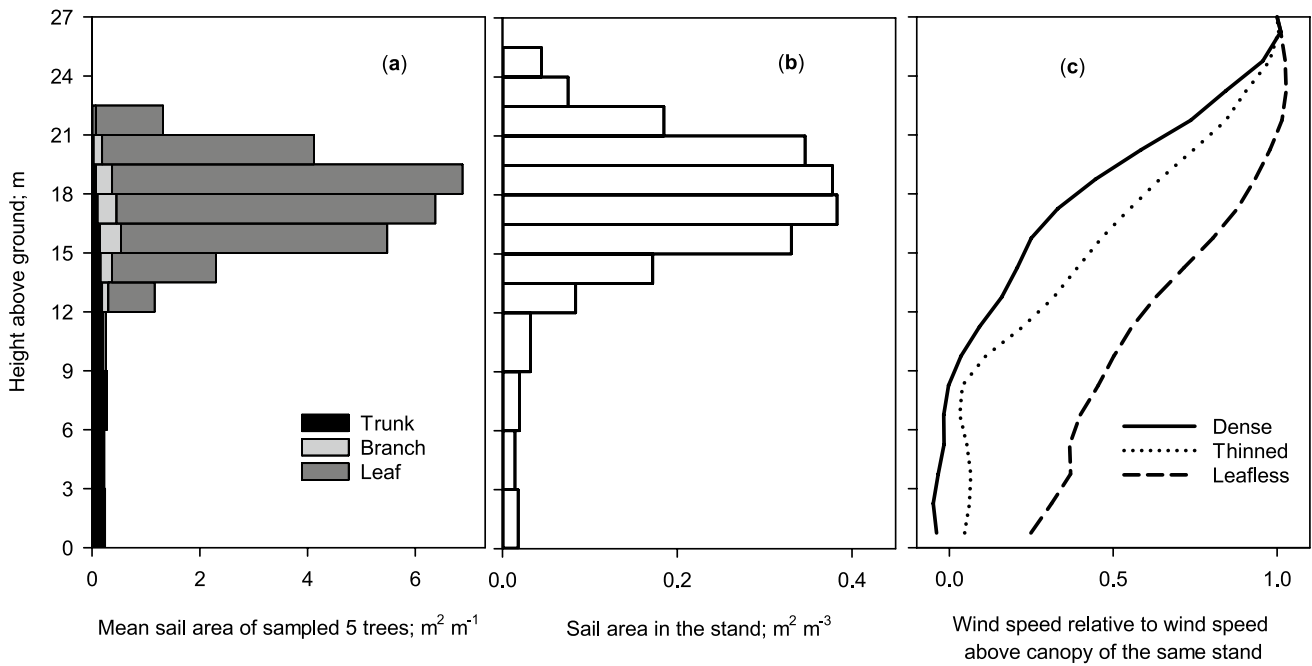 27
24
21
18
15
12
9
6
3
0
Height above ground; m
(a)
Trunk
Branch
Leaf
0 2 4 6
Mean sail area of sampled 5 trees; m² m⁻¹
(b)
0.0 0.2 0.4
Sail area in the stand; m² m⁻³
(c)
Dense
Thinned
Leafless
0.0 0.5 1.0
Wind speed relative to wind speed
above canopy of the same stand